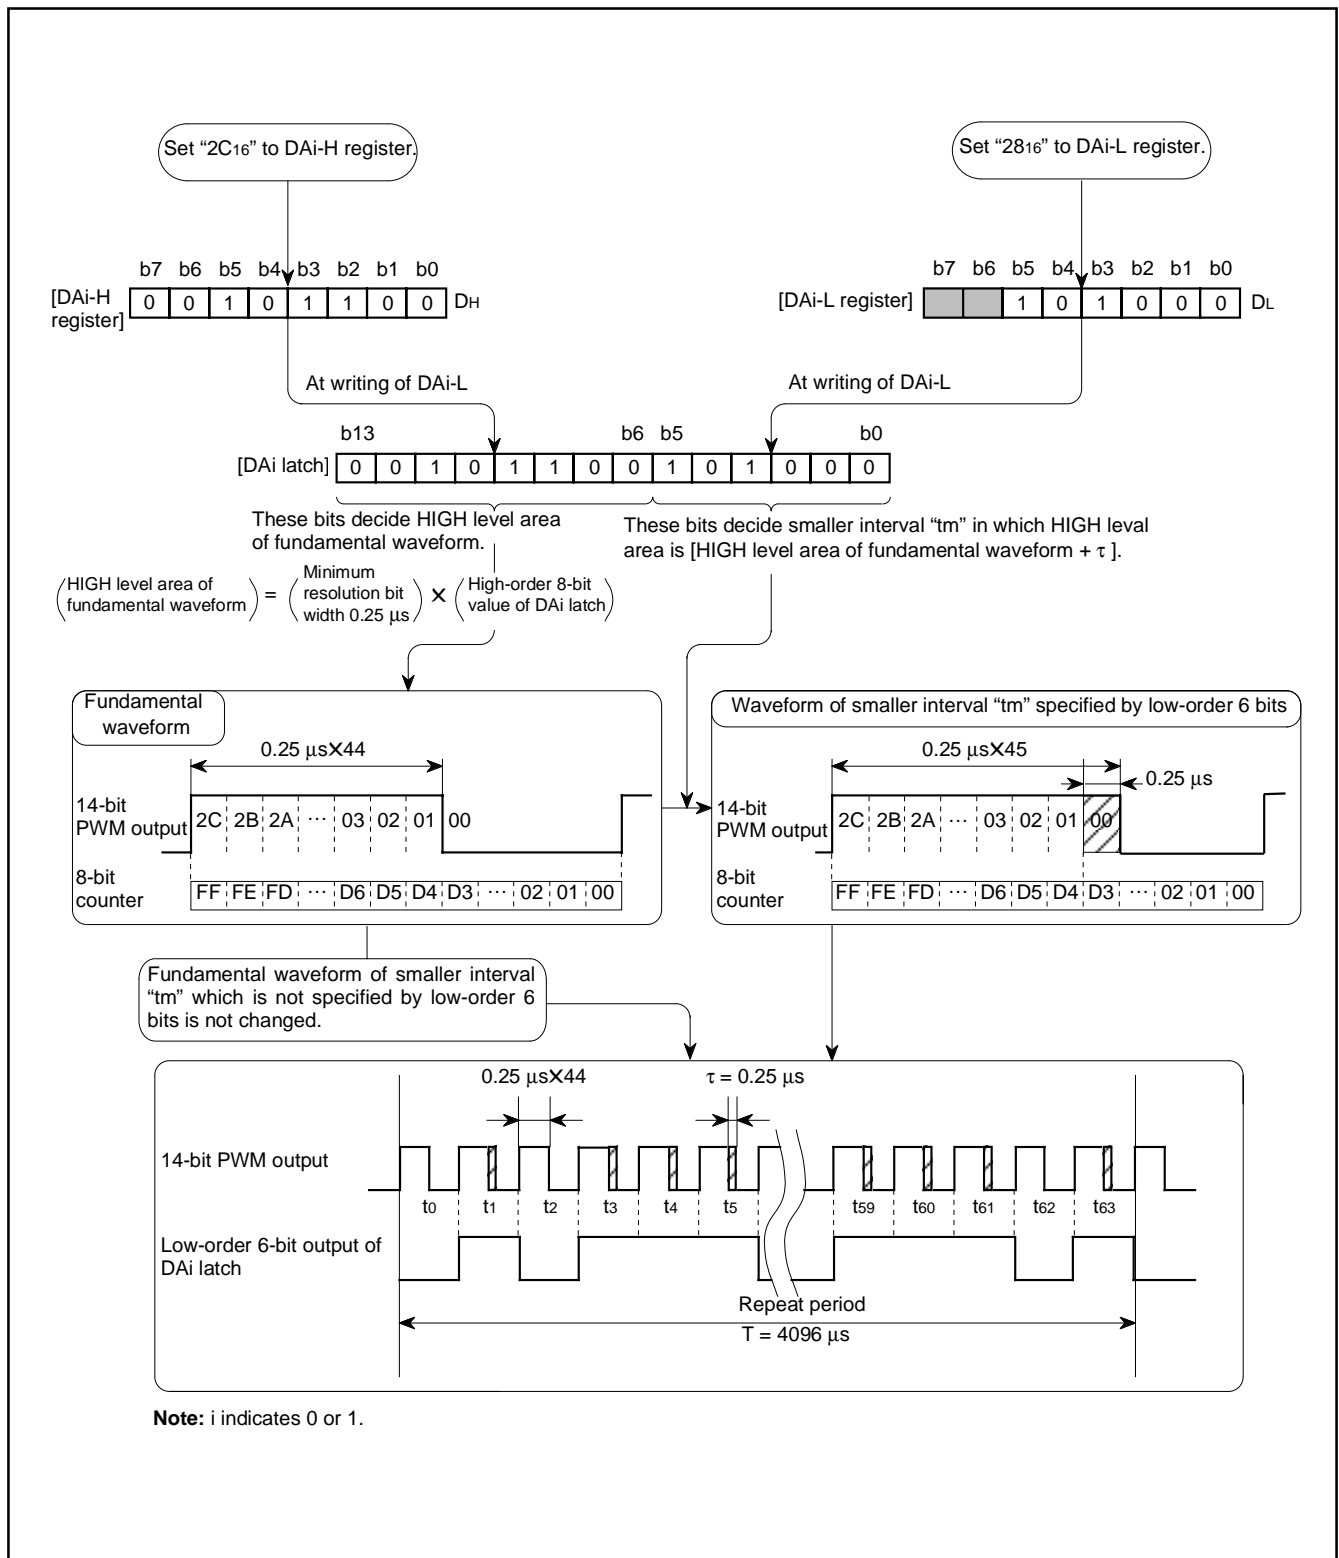 Set “2C16” to DAi-H register.
Set “2816” to DAi-L register.
b7 b6 b5 b4 b3 b2 b1 b0
[DAi-H
register]
0 0 1 0 1 1 0 0 DH
b7 b6 b5 b4 b3 b2 b1 b0
[DAi-L register] 1 0 1 0 0 0 DL
At writing of DAi-L
At writing of DAi-L
b13 b6 b5 b0
[DAi latch] 0 0 1 0 1 1 0 0 1 0 1 0 0 0
These bits decide HIGH level area
of fundamental waveform.
These bits decide smaller interval “tm” in which HIGH leval
area is [HIGH level area of fundamental waveform + τ ].
(HIGH level area of
fundamental waveform)
=
(Minimum
resolution bit
width 0.25 μs)
×
(High-order 8-bit
value of DAi latch)
Fundamental
waveform
0.25 μs×44
14-bit
PWM output
2C 2B 2A ··· 03 02 01 00
8-bit
counter
FF FE FD ··· D6 D5 D4 D3 ··· 02 01 00
Waveform of smaller interval “tm” specified by low-order 6 bits
0.25 μs×45
0.25 μs
14-bit
PWM output
2C 2B 2A ··· 03 02 01 00
8-bit
counter
FF FE FD ··· D6 D5 D4 D3 ··· 02 01 00
Fundamental waveform of smaller interval
“tm” which is not specified by low-order 6
bits is not changed.
0.25 μs×44
τ = 0.25 μs
14-bit PWM output
t0 t1 t2 t3 t4 t5 t59 t60 t61 t62 t63
Low-order 6-bit output of
DAi latch
Repeat period
T = 4096 μs
Note: i indicates 0 or 1.